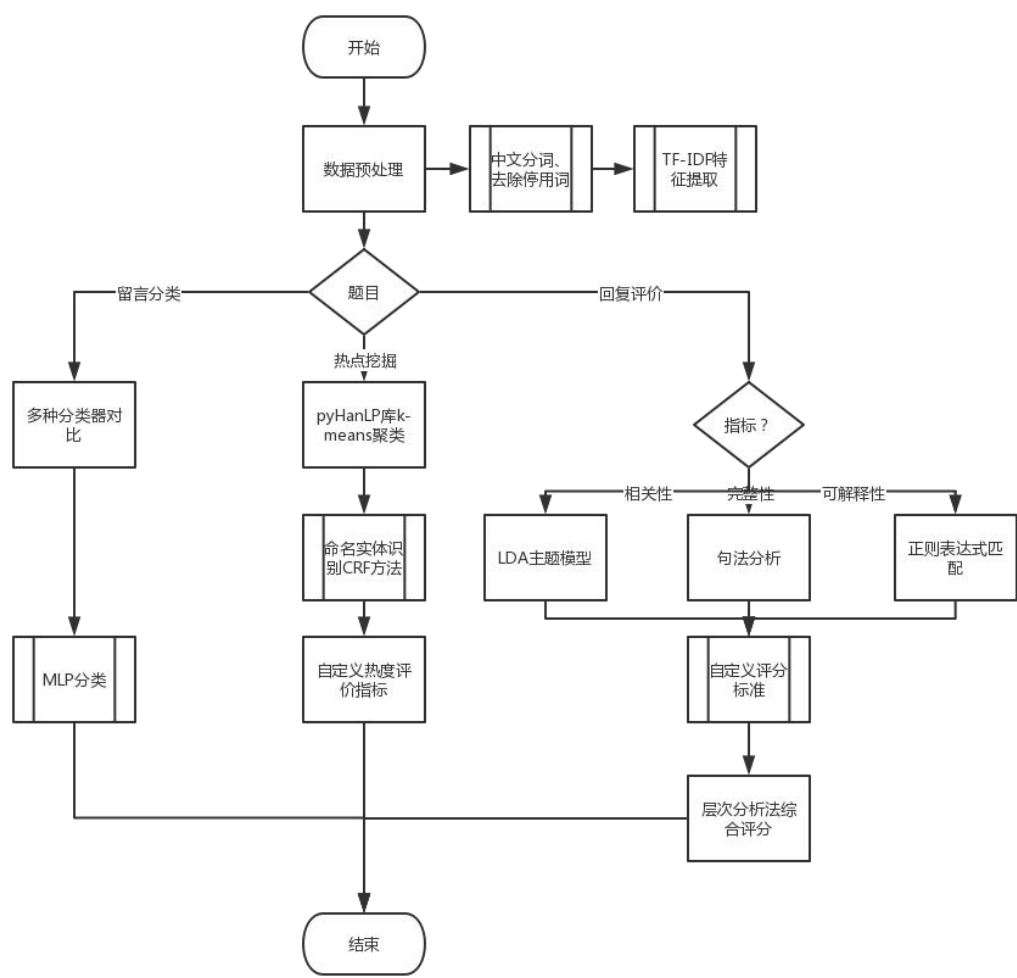 开始
数据预处理
中文分词、
去除停用词
TF-IDF特
征提取
留言分类
题目
回复评价
热点挖掘
多种分类器对
比
pyHanLP库k-
means聚类
指标？
相关性
完整性
可解释性
命名实体识
别CRF方法
LDA主题模型
句法分析
正则表达式匹
配
MLP分类
自定义热度评
价指标
自定义评分
标准
层次分析法综
合评分
结束